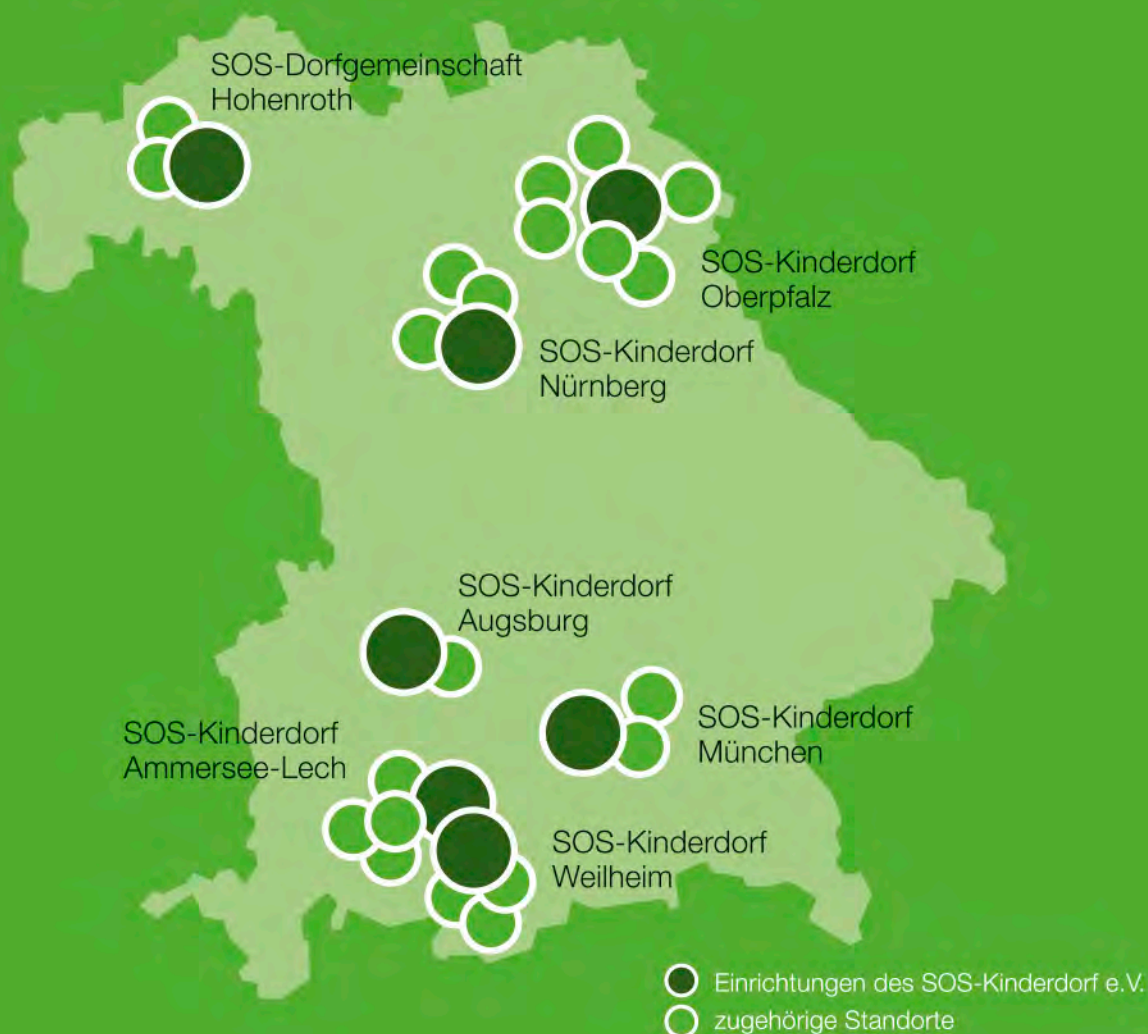 SOS-Dorfgemeinschaft
Hohenroth
SOS-Kinderdorf
Oberpfalz
SOS-Kinderdorf
Nürnberg
SOS-Kinderdorf
Augsburg
SOS-Kinderdorf
Ammersee-Lech
SOS-Kinderdorf
München
SOS-Kinderdorf
Weilheim
Einrichtungen des SOS-Kinderdorf e.V.
zugehörige Standorte